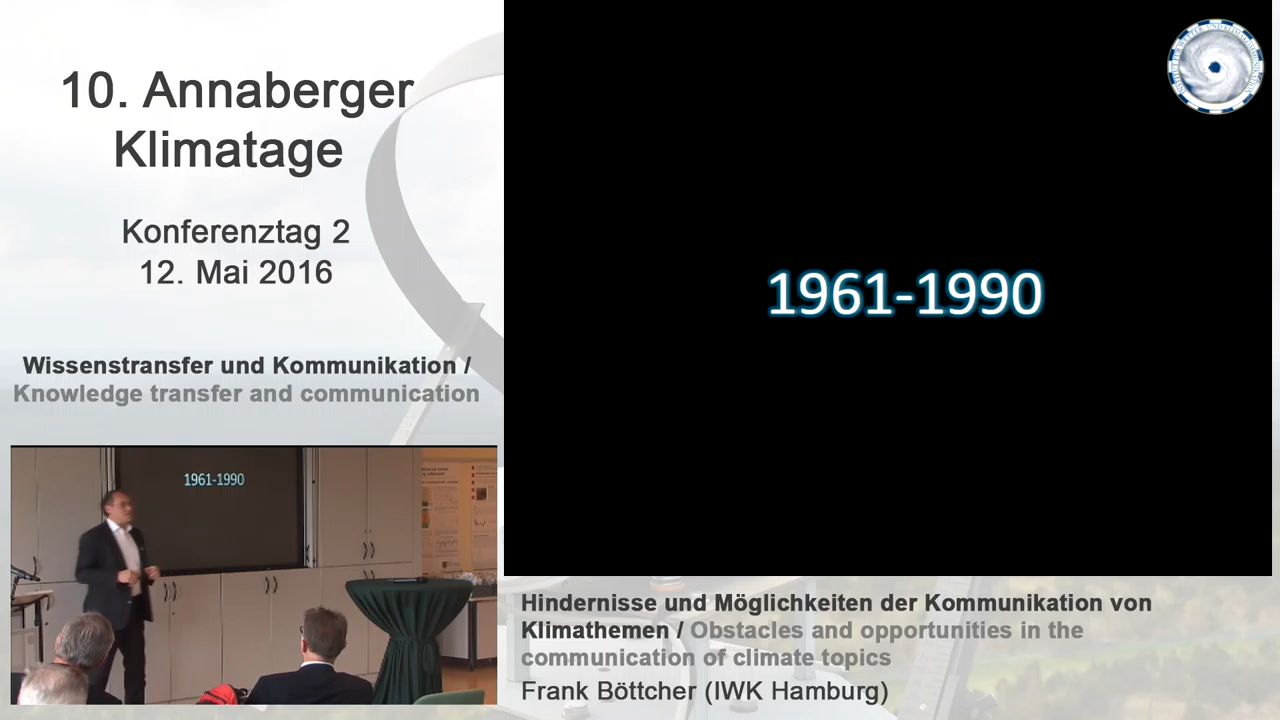 10. Annaberger
Klimatage
Konferenztag 2
12. Mai 2016
Wissenstransfer und Kommunikation /
Knowledge transfer and communication
1961-1990
1961-1990
Hindernisse und Möglichkeiten der Kommunikation von
Klimathemen / Obstacles and opportunities in the
communication of climate topics
Frank Böttcher (IWK Hamburg)